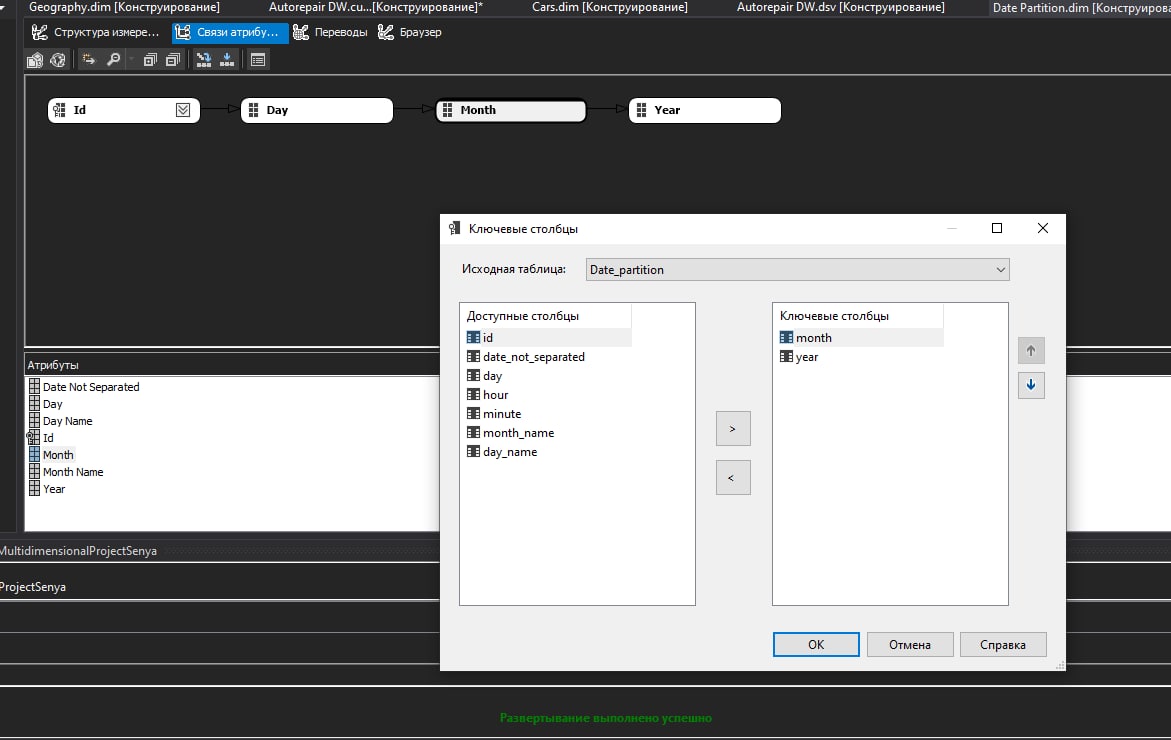 Geography.dim [Конструирование] Autorepair DW.cu...[Конструирование]* Cars.dim [Конструирование] Autorepair DW.dsv [Конструирование] Date Partition.dim [Конструирова
Структура измере... Связи атрибу... Переводы Браузер
Id Day Month Year
Ключевые столбцы
Исходная таблица: Date_partition
Доступные столбцы
id
date_not_separated
day
hour
minute
month_name
day_name
>
<
Ключевые столбцы
month
year
OK Отмена Справка
Атрибуты
Date Not Separated
Day
Day Name
Id
Month
Month Name
Year
MultidimensionalProjectSenya
ProjectSenya
Развертывание выполнено успешно